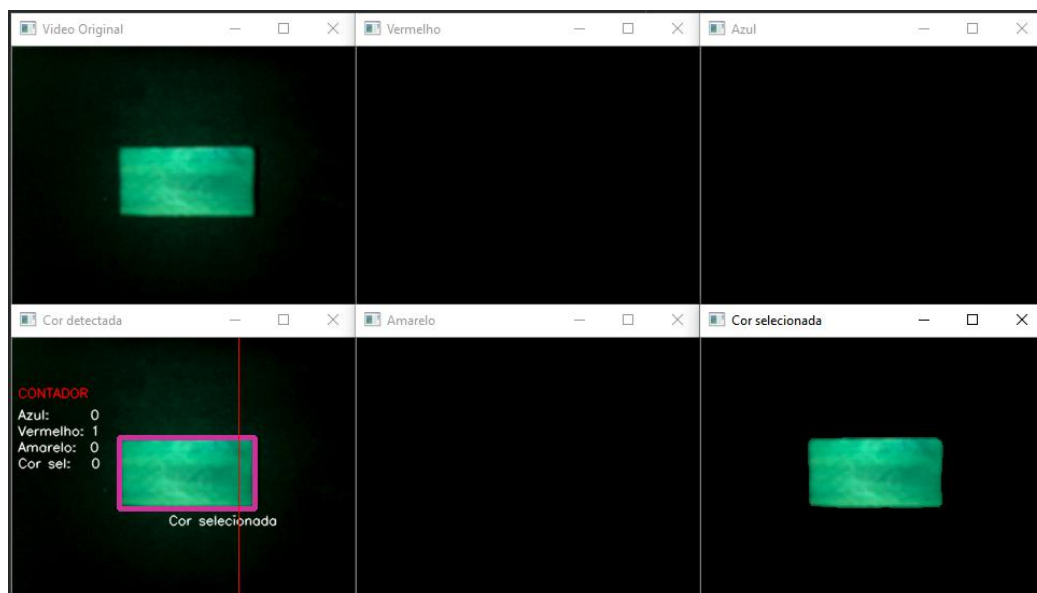 Video Original
Vermelho
Azul
Cor detectada
Amarelo
Cor selecionada
CONTADOR
Azul: 0
Vermelho: 1
Amarelo: 0
Cor sel: 0
Cor selecionada